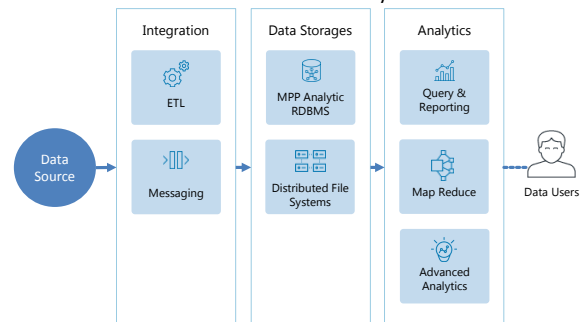 Integration
Data Storages
Analytics
ETL
MPP Analytic
RDBMS
Query &
Reporting
Data
Source
Messaging
Distributed File
Systems
Map Reduce
Data Users
Advanced
Analytics